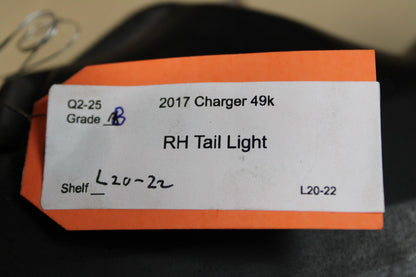 Q2-25
2017 Charger 49k
Grade B
RH Tail Light
Shelf L20-22
L20-22